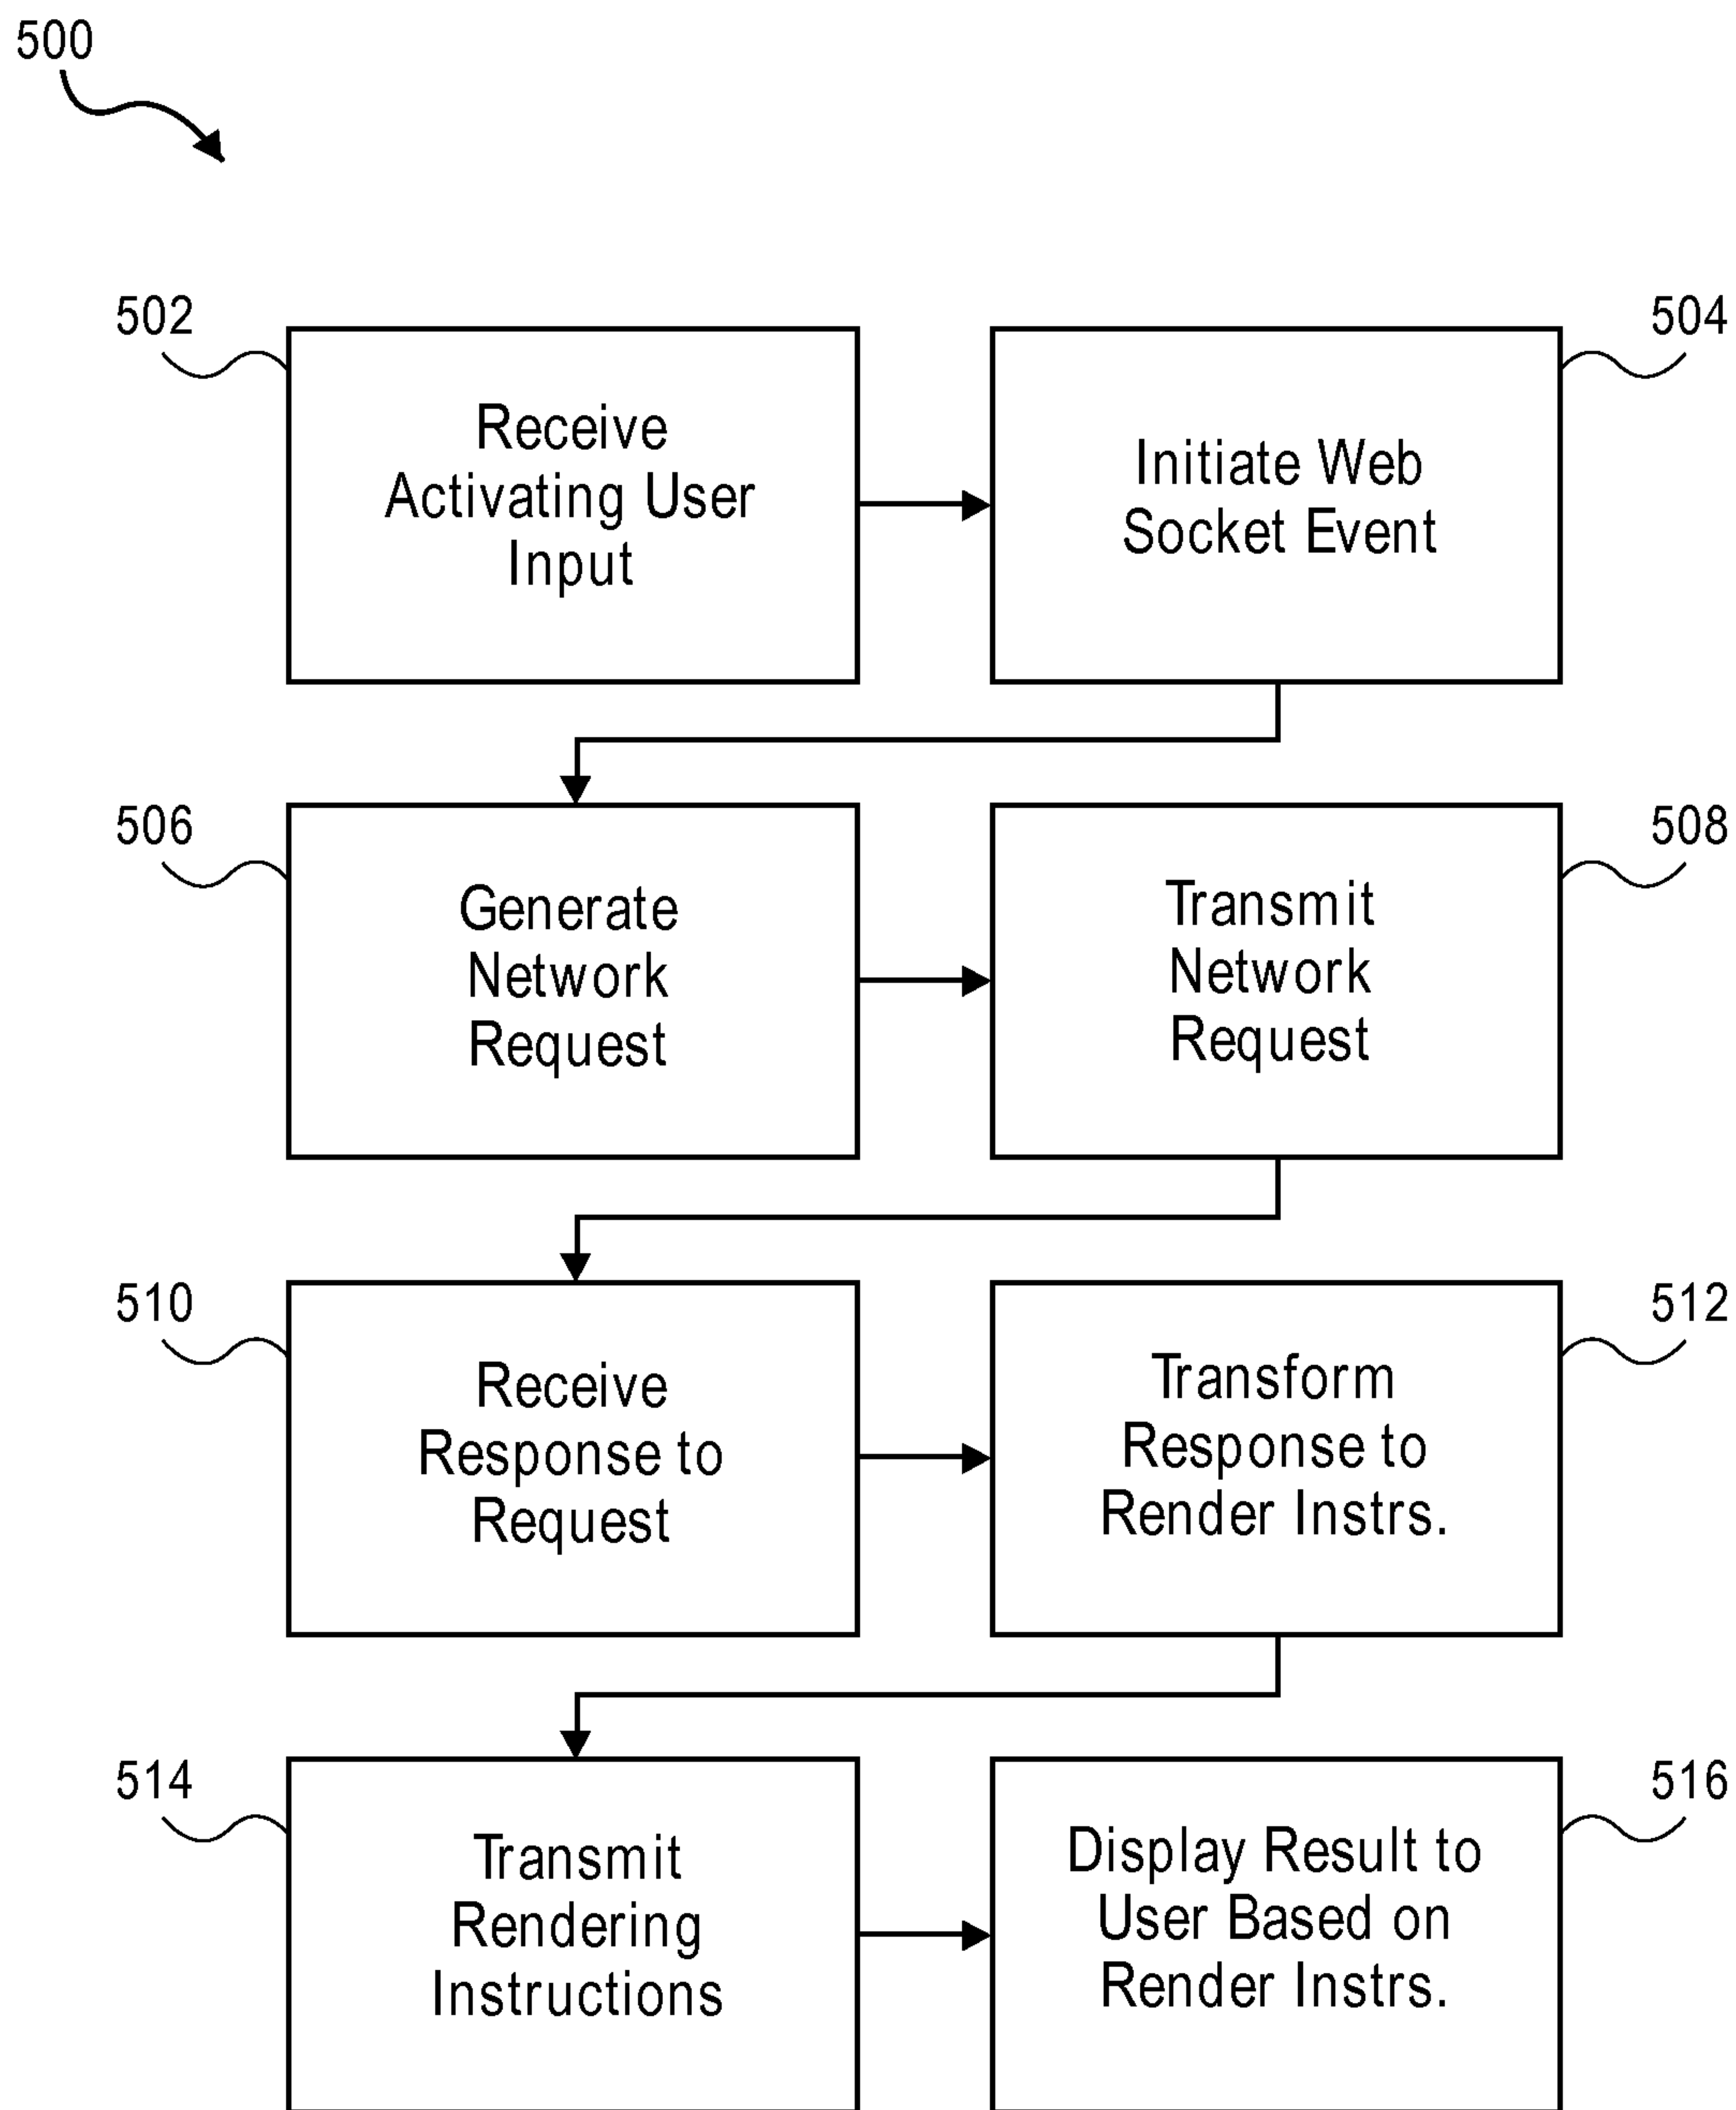 500
502
Receive
Activating User
Input
504
Initiate Web
Socket Event
506
Generate
Network
Request
508
Transmit
Network
Request
510
Receive
Response to
Request
512
Transform
Response to
Render Instrs.
514
Transmit
Rendering
Instructions
516
Display Result to
User Based on
Render Instrs.